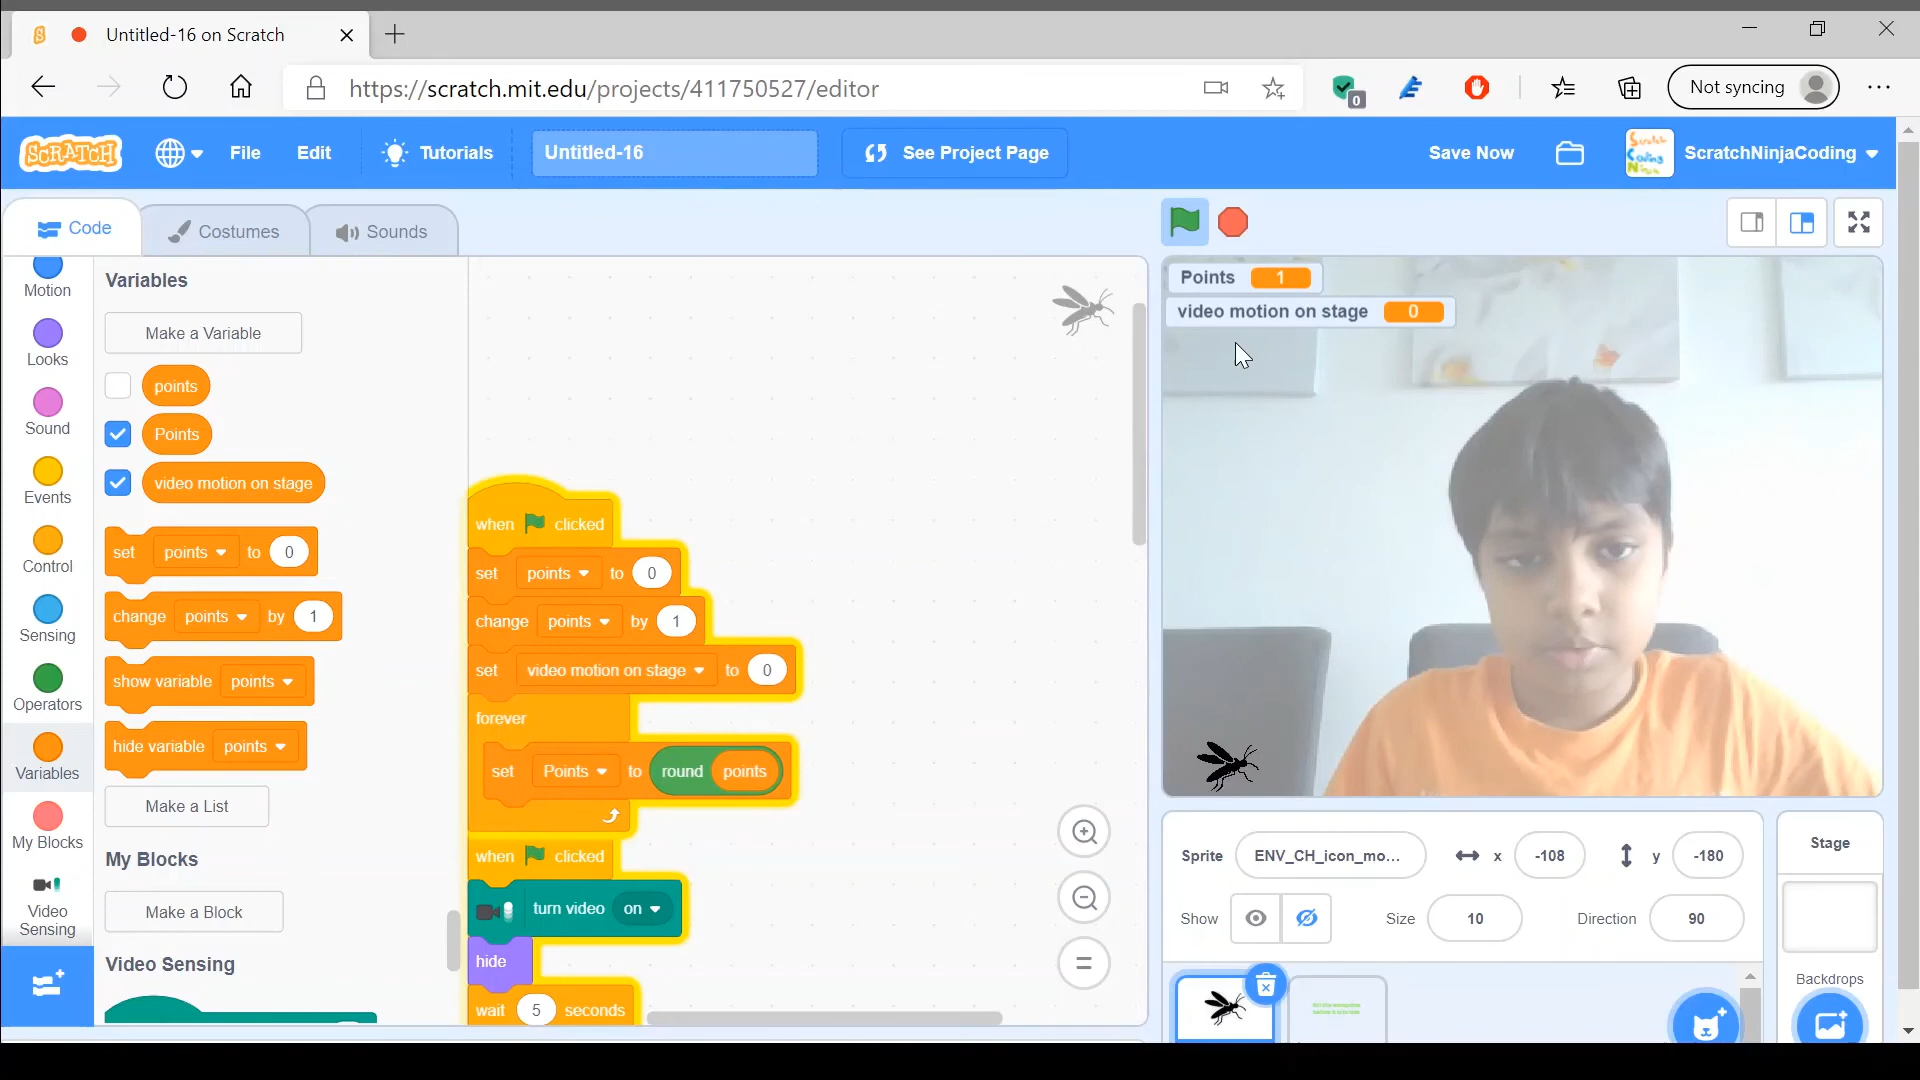 Untitled-16 on Scratch
https://scratch.mit.edu/projects/411750527/editor
0
Not syncing
SCRATCH
File
Edit
Tutorials
Untitled-16
See Project Page
Save Now
Scratch
Coding
Ninja
ScratchNinjaCoding
Code
Costumes
Sounds
Motion
Looks
Sound
Events
Control
Sensing
Operators
Variables
My Blocks
Video
Sensing
Variables
Make a Variable
points
Points
video motion on stage
set points to 0
change points by 1
show variable points
hide variable points
Make a List
My Blocks
Make a Block
Video Sensing
when clicked
set points to 0
change points by 1
set video motion on stage to 0
forever
set Points to round points
when clicked
turn video on
hide
wait 5 seconds
Points 1
video motion on stage 0
Sprite ENV_CH_icon_mo... x -108 y -180
Show Size 10 Direction 90
Stage
Backdrops